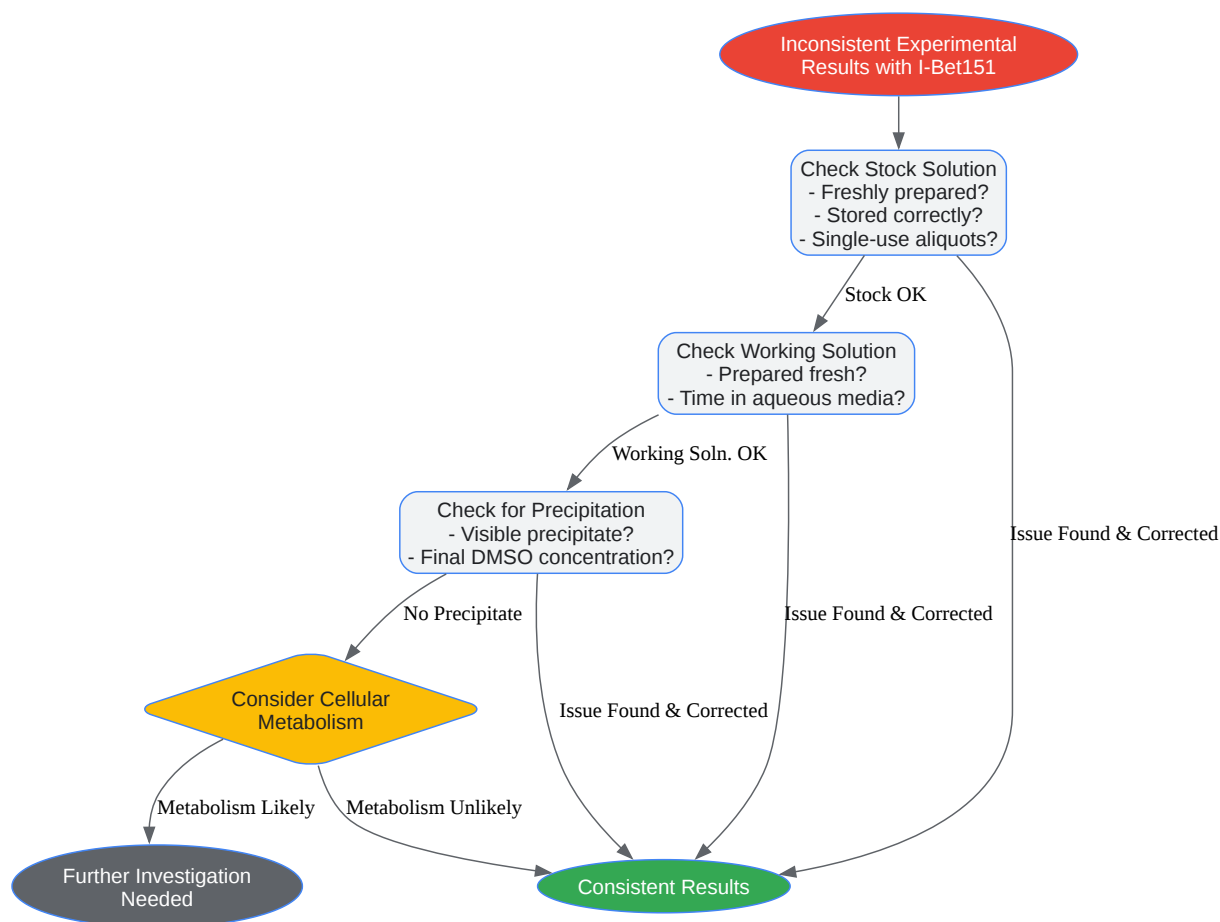 Inconsistent Experimental
Results with I-Bet151
Check Stock Solution
- Freshly prepared?
- Stored correctly?
- Single-use aliquots?
Stock OK
Check Working Solution
- Prepared fresh?
- Time in aqueous media?
Working Soln. OK
Check for Precipitation
- Visible precipitate?
- Final DMSO concentration?
Issue Found & Corrected
No Precipitate
Issue Found & Corrected
Consider Cellular
Metabolism
Issue Found & Corrected
Metabolism Likely
Metabolism Unlikely
Further Investigation
Needed
Consistent Results